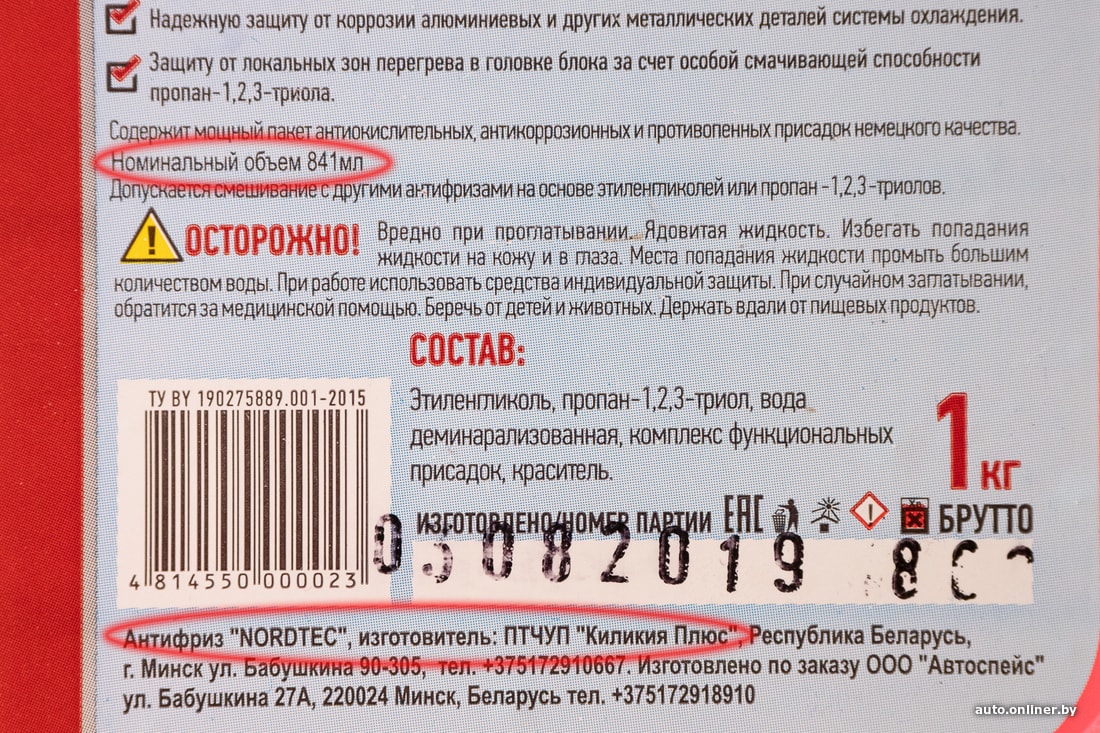 Надежную защиту от коррозии алюминиевых и других металлических деталей системы охлаждения.
Защиту от локальных зон перегрева в головке блока за счет особой смачивающей способности
пропан-1,2,3-триола.
Содержит мощный пакет антиокислительных, антикоррозионных и противопенных присадок немецкого качества.
Номинальный объем 841мл
Допускается смешивание с другими антифризами на основе этиленгликолей или пропан -1,2,3-триолов.
ОСТОРОЖНО! Вредно при проглатывании. Ядовитая жидкость. Избегать попадания
жидкости на кожу и в глаза. Места попадания жидкости промыть большим
количеством воды. При работе использовать средства индивидуальной защиты. При случайном заглатывании,
обратится за медицинской помощью. Беречь от детей и животных. Держать вдали от пищевых продуктов.
СОСТАВ:
ТУ BY 190275889.001-2015
Этиленгликоль, пропан-1,2,3-триол, вода
деминарализованная, комплекс функциональных
присадок, краситель.
1 кг
ИЗГОТОВЛЕНО/НОМЕР ПАРТИИ EAC БРУТТО
03082019
4 814550 000023
Антифриз "NORDTEC", изготовитель: ПТЧУП "Киликия Плюс", Республика Беларусь,
г. Минск ул. Бабушкина 90-305, тел. +375172910667. Изготовлено по заказу ООО "Автоспейс"
ул. Бабушкина 27А, 220024 Минск, Беларусь тел. +375172918910
auto.onliner.by